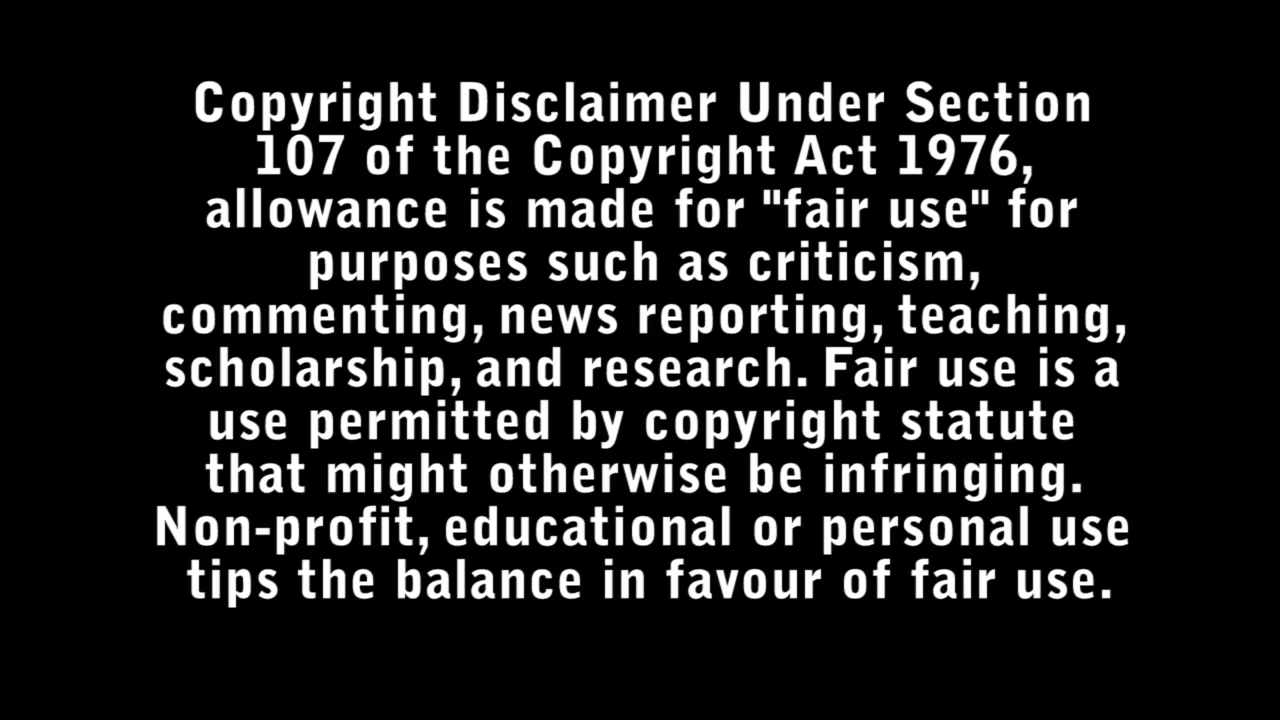 Copyright Disclaimer Under Section
107 of the Copyright Act 1976,
allowance is made for "fair use" for
purposes such as criticism,
commenting, news reporting, teaching,
scholarship, and research. Fair use is a
use permitted by copyright statute
that might otherwise be infringing.
Non-profit, educational or personal use
tips the balance in favour of fair use.